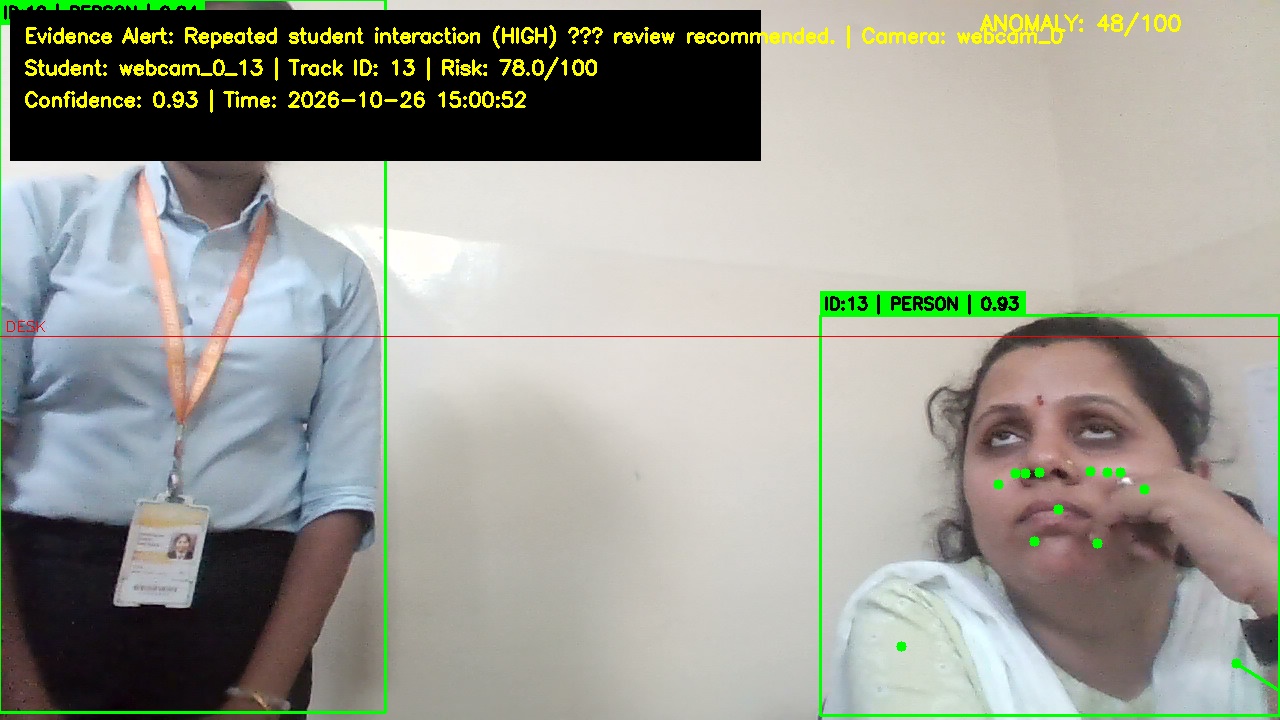 Evidence Alert: Repeated student interaction (HIGH) ??? review recommended. | Camera: webcam_0
ANOMALY: 48/100
Student: webcam_0_13 | Track ID: 13 | Risk: 78.0/100
Confidence: 0.93 | Time: 2026-10-26 15:00:52
DESK
ID:13 | PERSON | 0.93